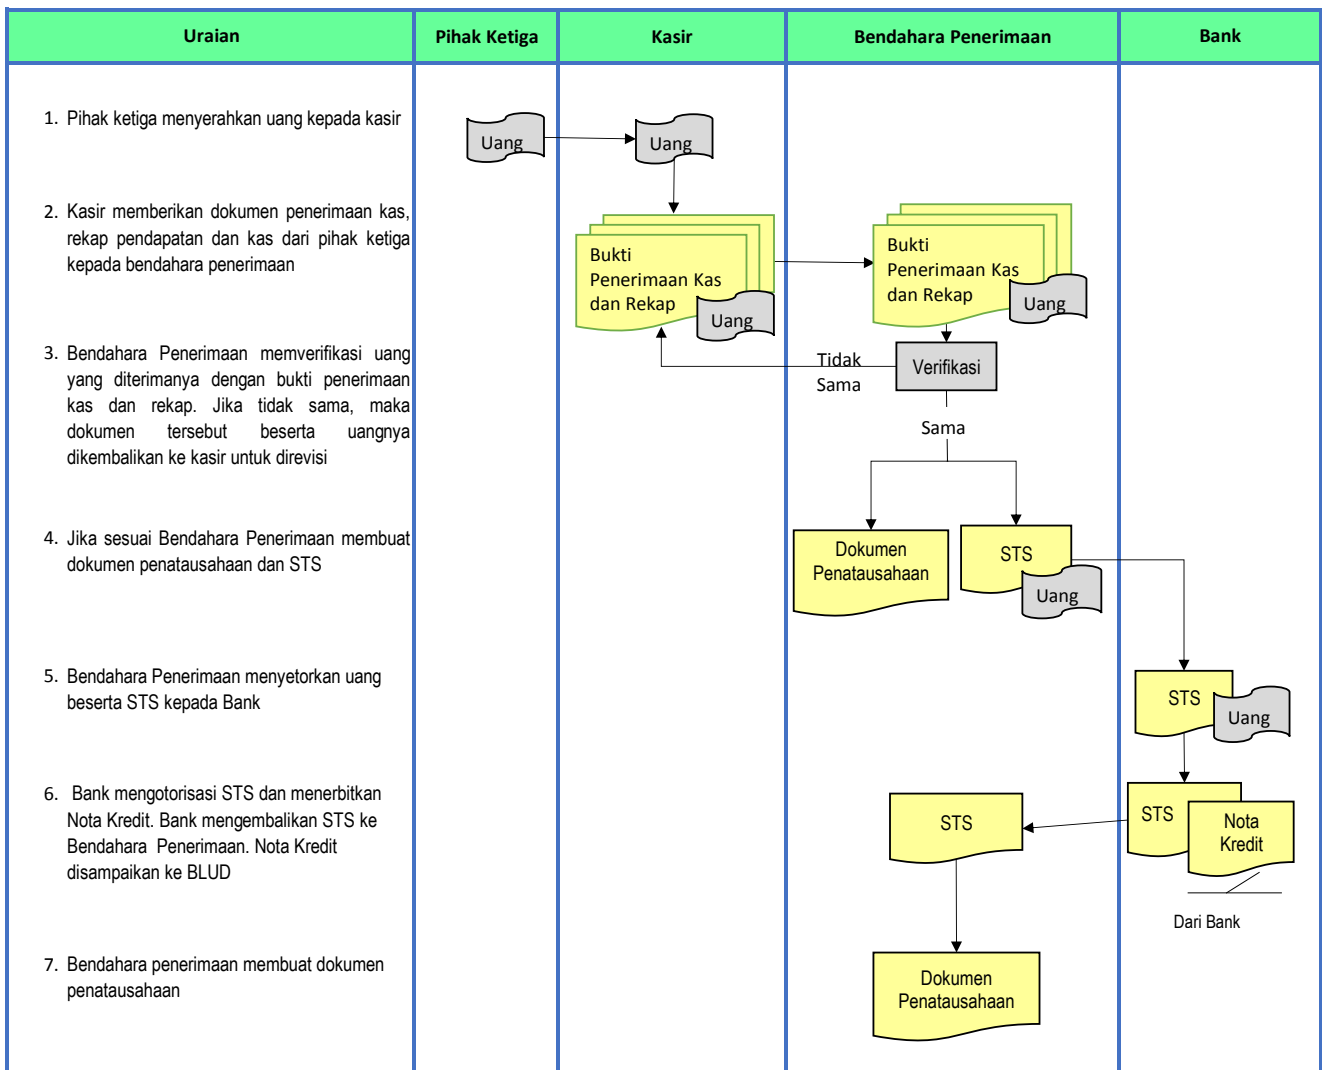 Uraian
Pihak Ketiga
Kasir
Bendahara Penerimaan
Bank
1. Pihak ketiga menyerahkan uang kepada kasir
Uang
Uang
2. Kasir memberikan dokumen penerimaan kas,
rekap pendapatan dan kas dari pihak ketiga
kepada bendahara penerimaan
Bukti
Penerimaan Kas
dan Rekap
Uang
Bukti
Penerimaan Kas
dan Rekap
Uang
3. Bendahara Penerimaan memverifikasi uang
yang diterimanya dengan bukti penerimaan
kas dan rekap. Jika tidak sama, maka
dokumen tersebut beserta uangnya
dikembalikan ke kasir untuk direvisi
Tidak
Sama
Verifikasi
Sama
4. Jika sesuai Bendahara Penerimaan membuat
dokumen penatausahaan dan STS
Dokumen
Penatausahaan
STS
Uang
5. Bendahara Penerimaan menyetorkan uang
beserta STS kepada Bank
STS
Uang
6. Bank mengotorisasi STS dan menerbitkan
Nota Kredit. Bank mengembalikan STS ke
Bendahara Penerimaan. Nota Kredit
disampaikan ke BLUD
STS
STS
Nota
Kredit
Dari Bank
7. Bendahara penerimaan membuat dokumen
penatausahaan
Dokumen
Penatausahaan